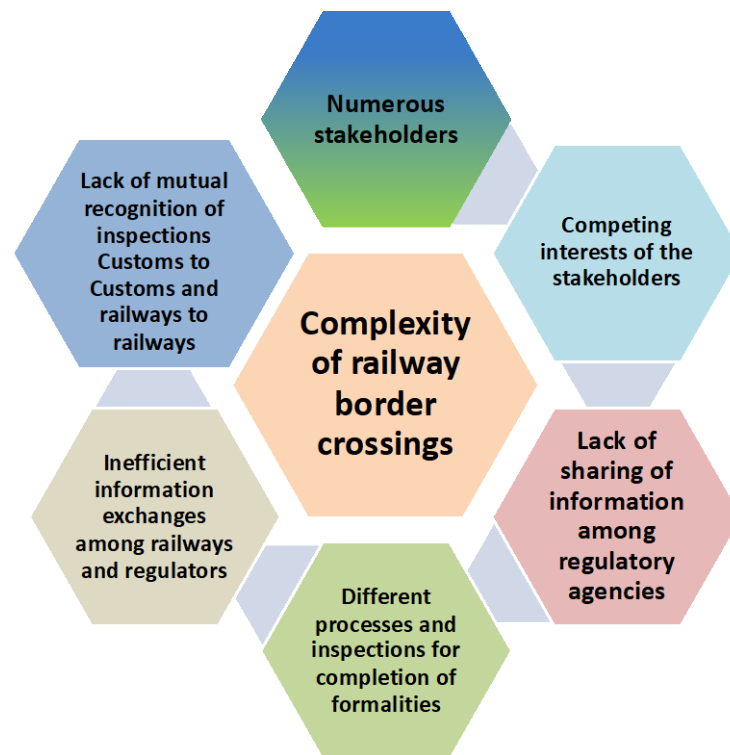 Numerous
stakeholders
Competing
interests of the
stakeholders
Lack of
sharing of
information
among
regulatory
agencies
Different
processes and
inspections for
completion of
formalities
Inefficient
information
exchanges
among railways
and regulators
Lack of mutual
recognition of
inspections
Customs to
Customs and
railways to
railways
Complexity
of railway
border
crossings